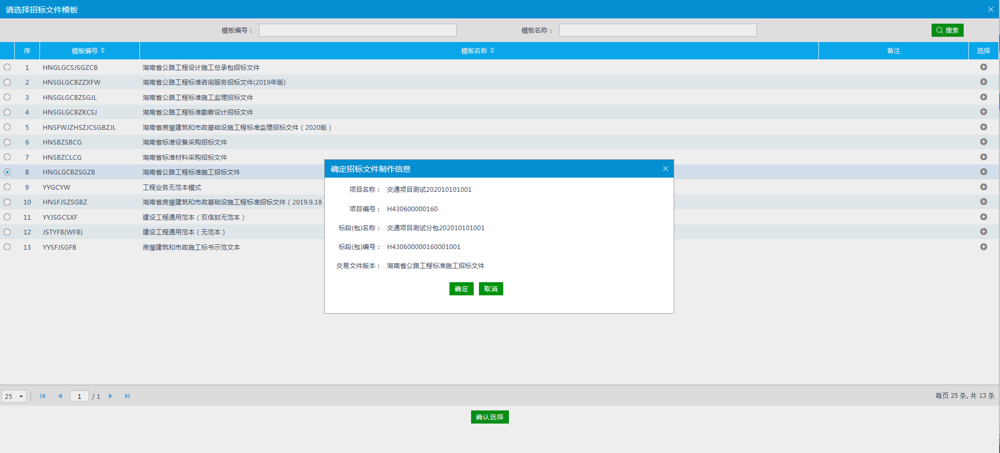 请选择招标文件模板
模板编号： 模板名称： 搜索
序 模板编号 模板名称 备注 选择
1 HNGLGCSJSGZCB 湖南省公路工程设计施工总承包招标文件
2 HNSGLGCBZZXFW 湖南省公路工程标准咨询服务招标文件(2019年版)
3 HNSGLGCBZSGJL 湖南省公路工程标准施工监理招标文件
4 HNSGLGCBZKCSJ 湖南省公路工程标准勘察设计招标文件
5 HNSFWJZHSZJCSGBZJL 湖南省房屋建筑和市政基础设施工程标准监理招标文件（2020版）
6 HNSBZSBCG 湖南省标准设备采购招标文件
7 HNSBZCLCG 湖南省标准材料采购招标文件
8 HNGLGCBZSGZB 湖南省公路工程标准施工招标文件
9 YYGCYW 工程业务无范本模式
10 HNSFJSZSGBZ 湖南省房屋建筑和市政基础设施工程标准招标文件（2019.9.18
11 YYJSGCSXF 建设工程通用范本（双信封无范本）
12 JSTYFB(WFB) 建设工程通用范本（无范本）
13 YYSFJSGFB 房屋建筑和市政施工标书示范文本
确定招标文件制作信息
项目名称： 交通项目测试202010101001
项目编号： H430600000160
标段(包)名称： 交通项目测试分包202010101001
标段(包)编号： H430600000160001001
交易文件版本： 湖南省公路工程标准施工招标文件
确定 取消
25 1 / 1 每页 25 条, 共 13 条
确认选择